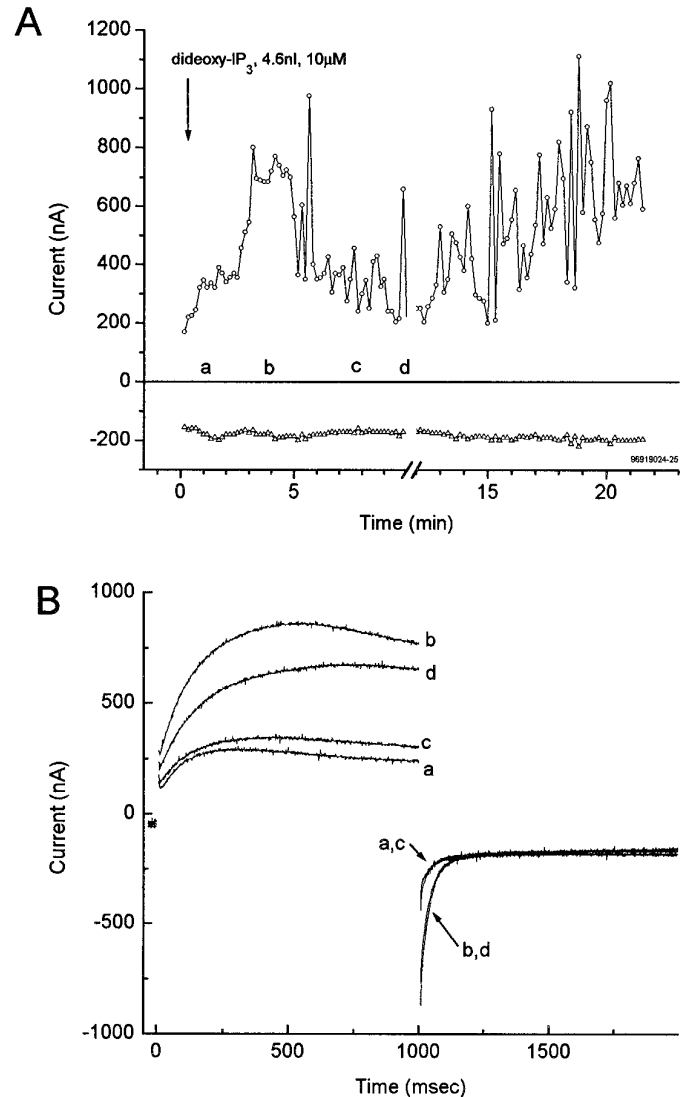 A
1200
dideoxy-IP3, 4.6nl, 10µM
1000
800
600
400
200
0
-200
Current (nA)
a b c d
96919024-25
0 5 15 20
Time (min)
B
1000
500
0
-500
-1000
Current (nA)
b
d
c
a
a,c
b,d
0 500 1000 1500
Time (msec)